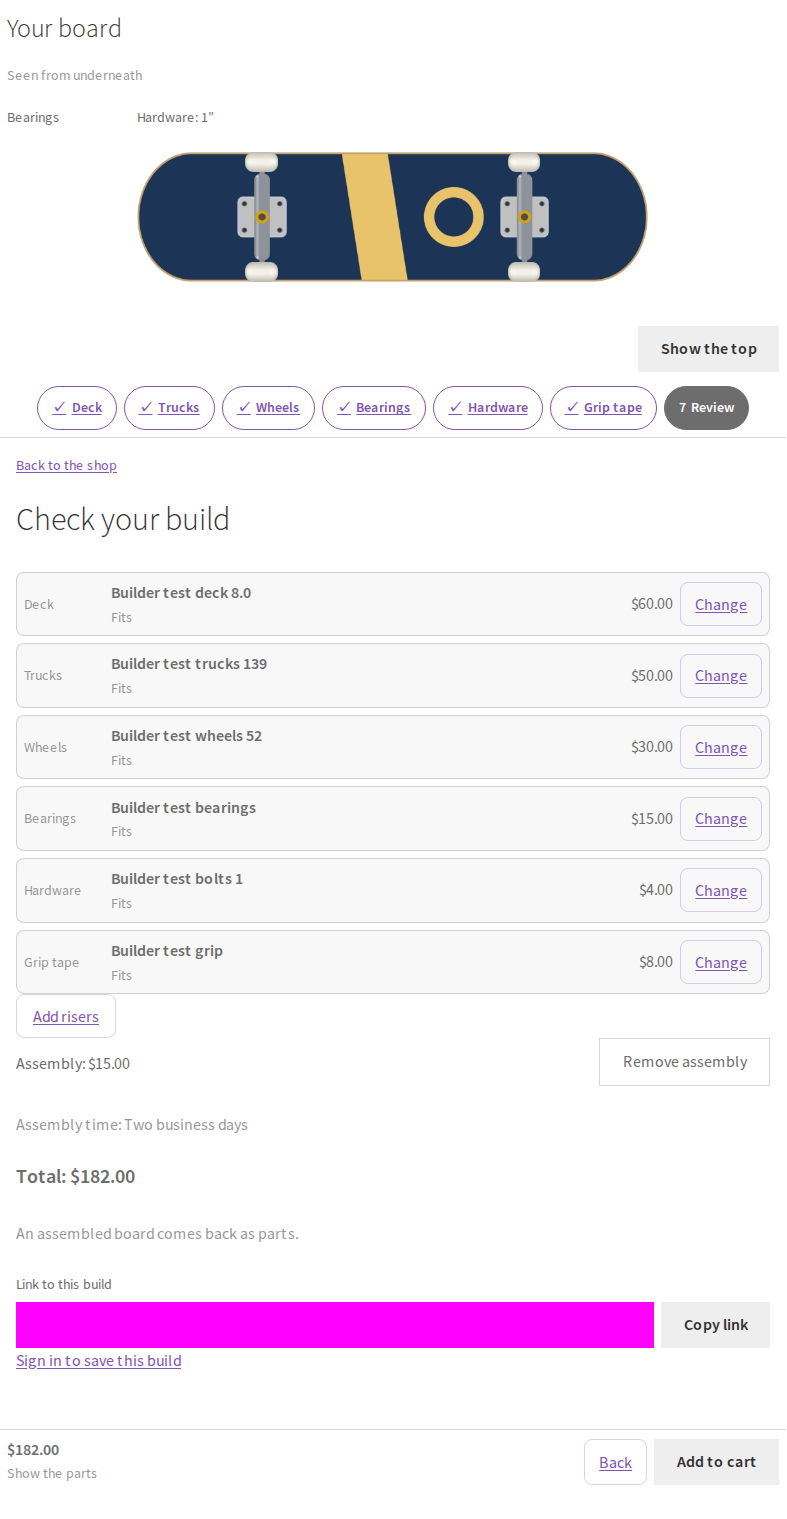 Your board
Seen from underneath
Bearings
Hardware: 1″
Show the top
✓ Deck
✓ Trucks
✓ Wheels
✓ Bearings
✓ Hardware
✓ Grip tape
7 Review
Back to the shop
Check your build
Deck
Builder test deck 8.0
Fits
$60.00
Change
Trucks
Builder test trucks 139
Fits
$50.00
Change
Wheels
Builder test wheels 52
Fits
$30.00
Change
Bearings
Builder test bearings
Fits
$15.00
Change
Hardware
Builder test bolts 1
Fits
$4.00
Change
Grip tape
Builder test grip
Fits
$8.00
Change
Add risers
Assembly: $15.00
Remove assembly
Assembly time: Two business days
Total: $182.00
An assembled board comes back as parts.
Link to this build
Copy link
Sign in to save this build
$182.00
Show the parts
Back
Add to cart